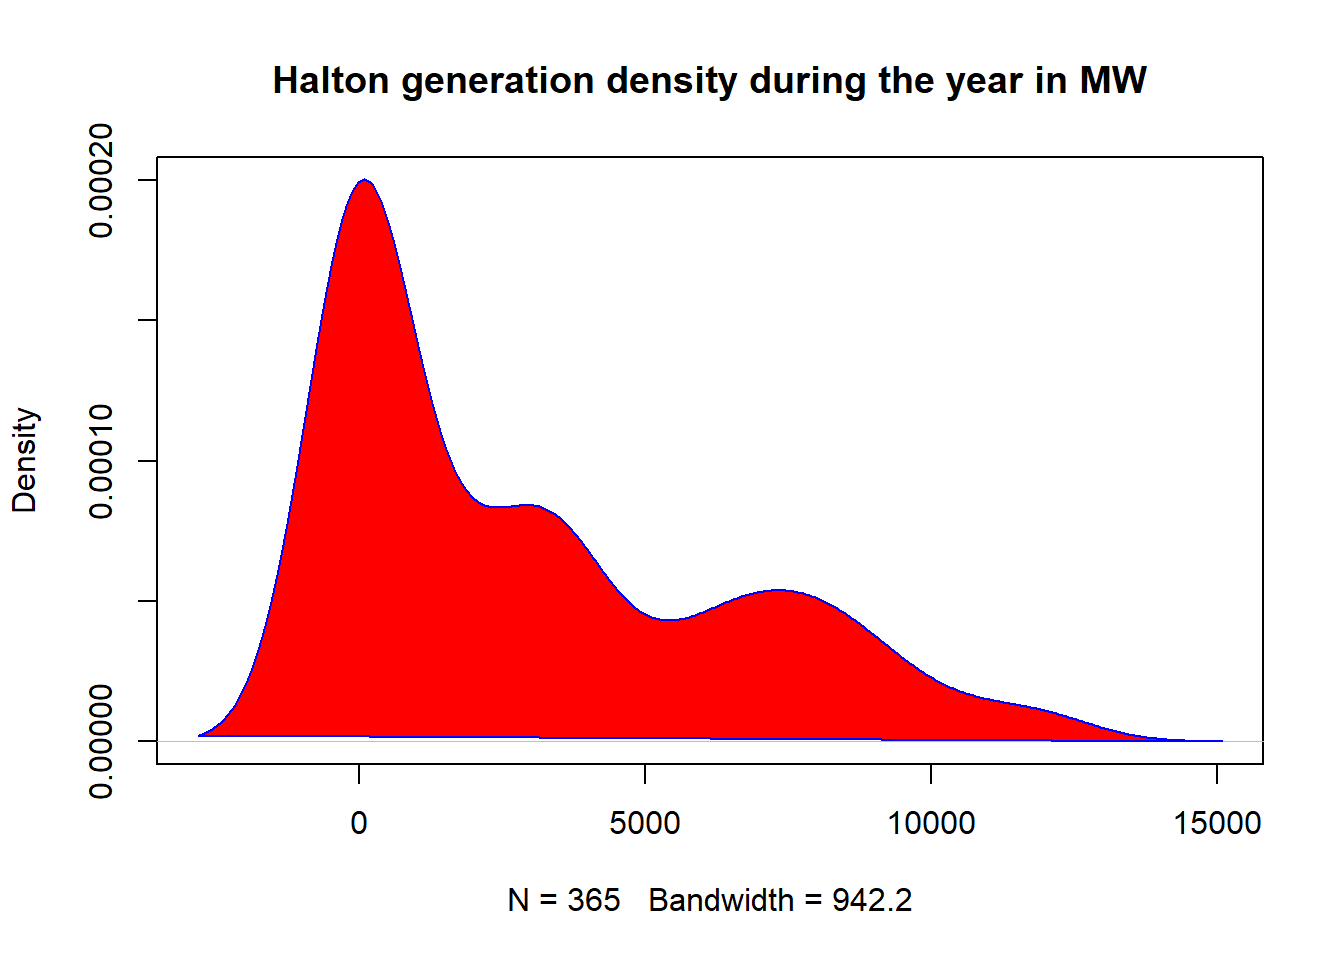 Halton generation density during the year in MW
Density
0.00020
0.00010
0.00000
0 5000 10000 15000
N = 365 Bandwidth = 942.2